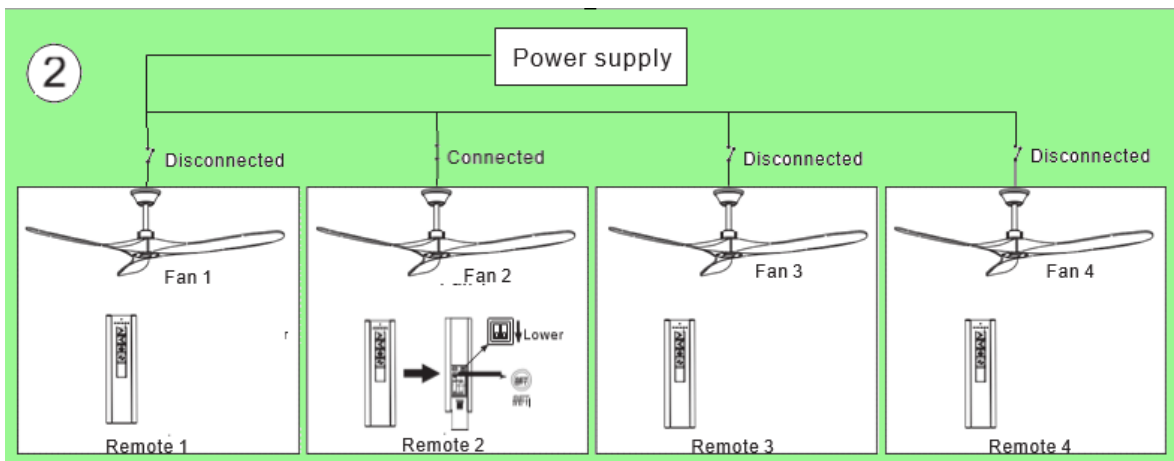 2
Power supply
Disconnected
Connected
Disconnected
Disconnected
Fan 1
Fan 2
Fan 3
Fan 4
Lower
Remote 1
Remote 2
Remote 3
Remote 4